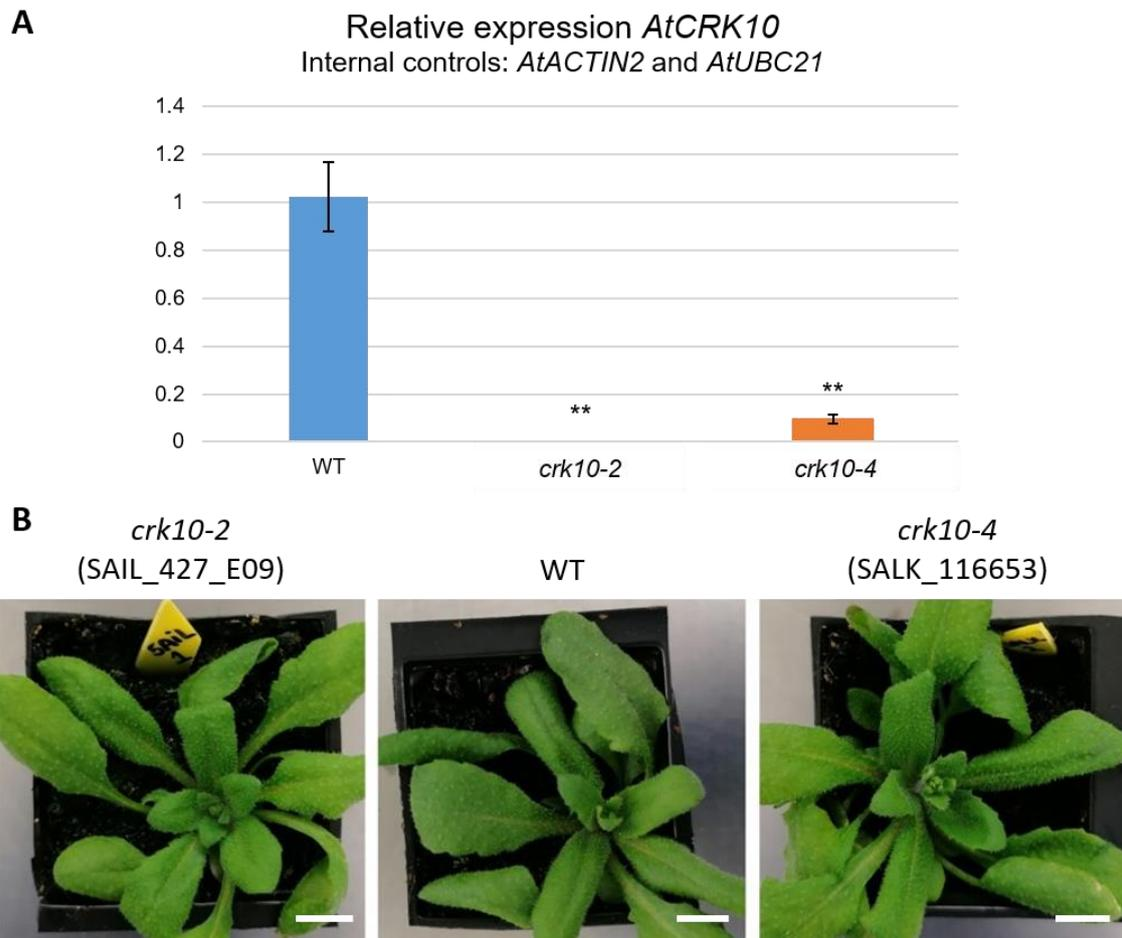 A
Relative expression AtCRK10
Internal controls: AtACTIN2 and AtUBC21
1.4
1.2
1
0.8
0.6
0.4
0.2
0
**
**
WT
crk10-2
crk10-4
B
crk10-2
(SAIL_427_E09)
WT
crk10-4
(SALK_116653)
SAIL
1